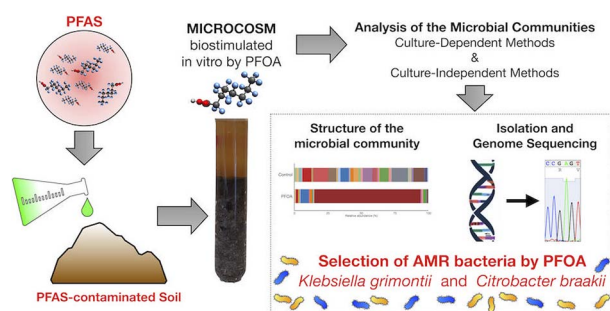 PFAS
PFAS-contaminated Soil
MICROCOSM
biostimulated
in vitro by PFOA
Analysis of the Microbial Communities
Culture-Dependent Methods
&
Culture-Independent Methods
Structure of the
microbial community
Control
PFOA
Isolation and
Genome Sequencing
Selection of AMR bacteria by PFOA
Klebsiella grimontii and Citrobacter braakii